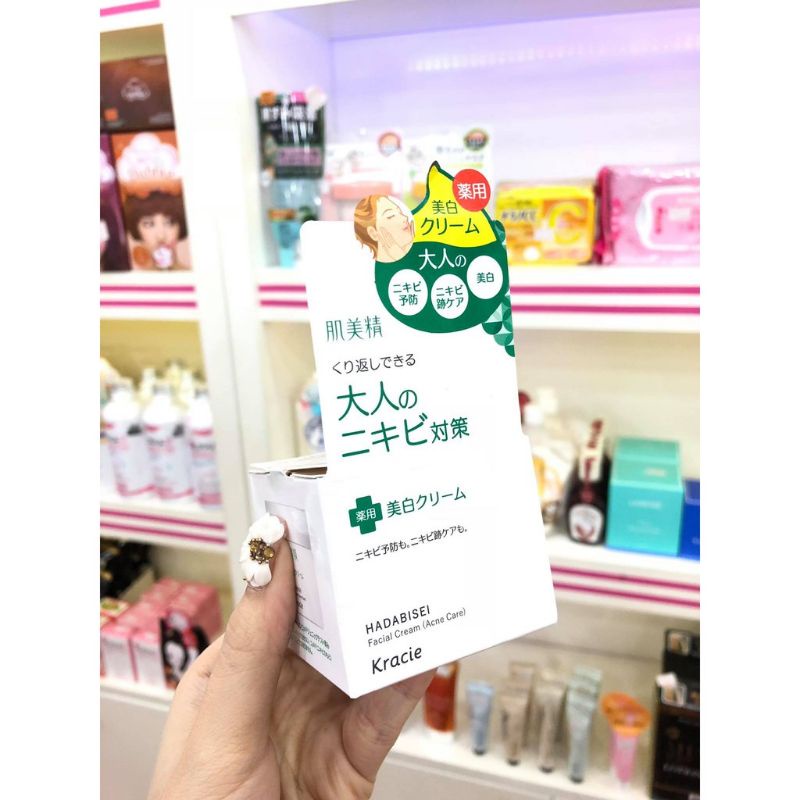 薬用
美白
クリーム
大人の
ニキビ
予防
ニキビ
跡ケア
美白
肌美精
くり返しできる
大人の
ニキビ対策
薬用
美白クリーム
ニキビ予防も。ニキビ跡ケアも。
HADABISEI
Facial Cream (Acne Care)
Kracie